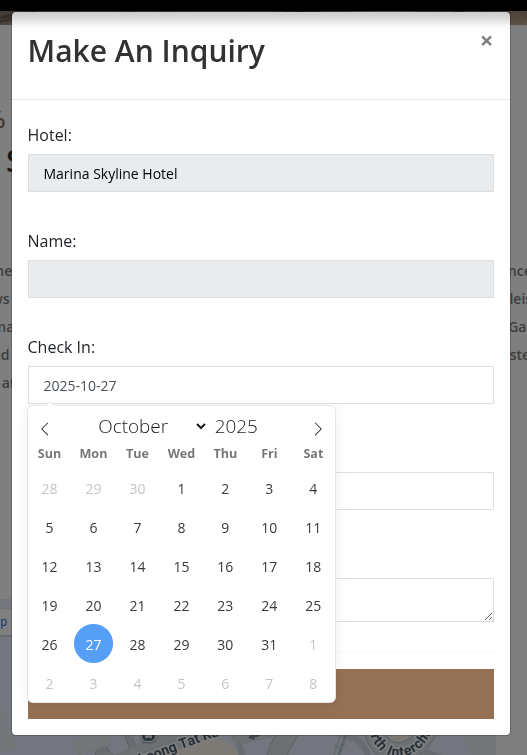 Make An Inquiry ×
Hotel:
Marina Skyline Hotel
Name:
Check In:
2025-10-27
October 2025
Sun Mon Tue Wed Thu Fri Sat
28 29 30 1 2 3 4
5 6 7 8 9 10 11
12 13 14 15 16 17 18
19 20 21 22 23 24 25
26 27 28 29 30 31 1
2 3 4 5 6 7 8